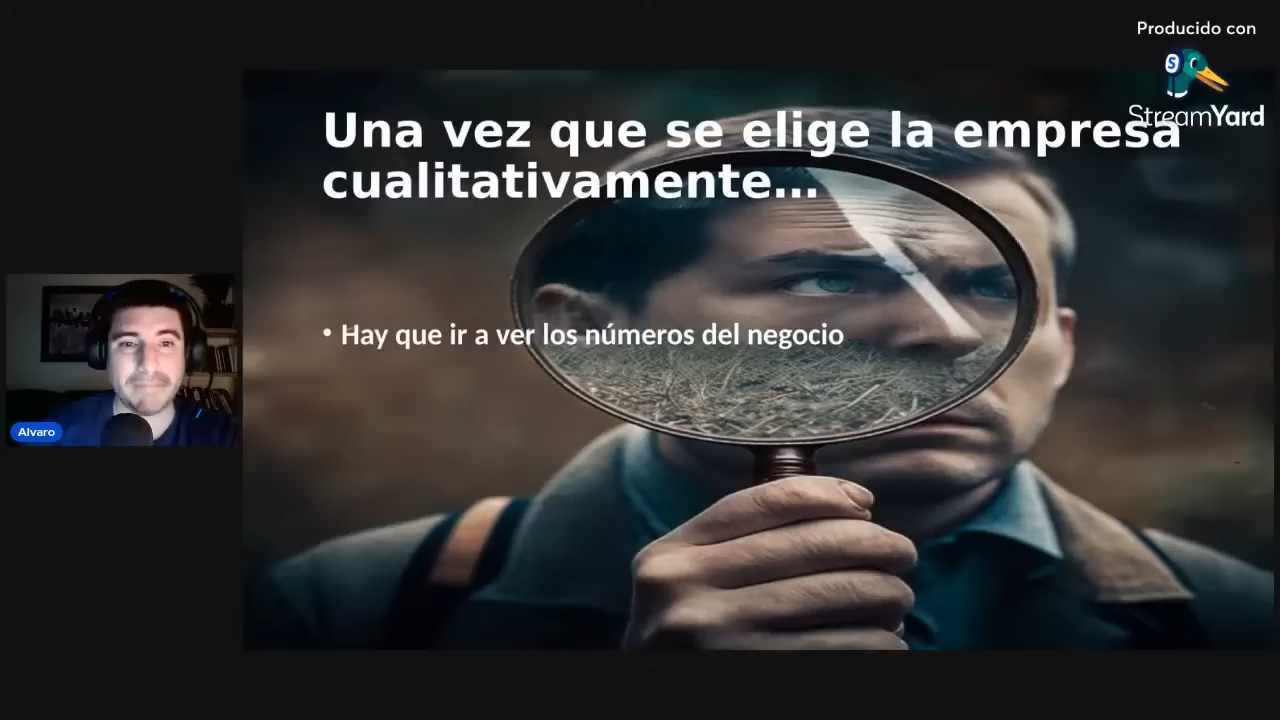 Producido con
StreamYard
Una vez que se elige la empresa
cualitativamente...
• Hay que ir a ver los números del negocio
Alvaro